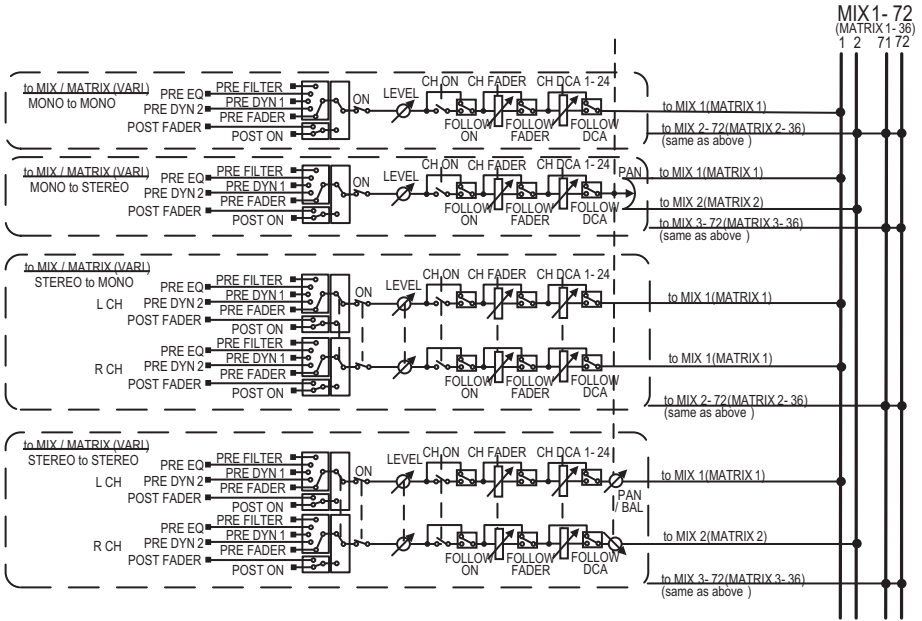 MIX1- 72
(MATRIX 1- 36)
1 2 71 72
to MIX / MATRIX (VARI.)
MONO to MONO
PRE FILTER
PRE EQ
PRE DYN 1
PRE DYN 2
PRE FADER
POST FADER
POST ON
ON
LEVEL
CH ON
CH FADER
CH DCA 1- 24
FOLLOW
ON
FOLLOW
FADER
FOLLOW
DCA
to MIX 1(MATRIX 1)
to MIX 2- 72(MATRIX 2- 36)
(same as above )
to MIX / MATRIX (VARI.)
MONO to STEREO
PRE FILTER
PRE EQ
PRE DYN 1
PRE DYN 2
PRE FADER
POST FADER
POST ON
ON
LEVEL
CH ON
CH FADER
CH DCA 1- 24
FOLLOW
ON
FOLLOW
FADER
FOLLOW
DCA
PAN
to MIX 1(MATRIX 1)
to MIX 2(MATRIX 2)
to MIX 3- 72(MATRIX 3- 36)
(same as above )
to MIX / MATRIX (VARI.)
STEREO to MONO
L CH
PRE FILTER
PRE EQ
PRE DYN 1
PRE DYN 2
PRE FADER
POST FADER
POST ON
ON
LEVEL
CH ON
CH FADER
CH DCA 1- 24
to MIX 1(MATRIX 1)
R CH
PRE FILTER
PRE EQ
PRE DYN 1
PRE DYN 2
PRE FADER
POST FADER
POST ON
FOLLOW
ON
FOLLOW
FADER
FOLLOW
DCA
to MIX 1(MATRIX 1)
to MIX 2- 72(MATRIX 2- 36)
(same as above )
to MIX / MATRIX (VARI.)
STEREO to STEREO
L CH
PRE FILTER
PRE EQ
PRE DYN 1
PRE DYN 2
PRE FADER
POST FADER
POST ON
ON
LEVEL
CH ON
CH FADER
CH DCA 1- 24
PAN
/ BAL
to MIX 1(MATRIX 1)
R CH
PRE FILTER
PRE EQ
PRE DYN 1
PRE DYN 2
PRE FADER
POST FADER
POST ON
FOLLOW
ON
FOLLOW
FADER
FOLLOW
DCA
to MIX 2(MATRIX 2)
to MIX 3- 72(MATRIX 3- 36)
(same as above )